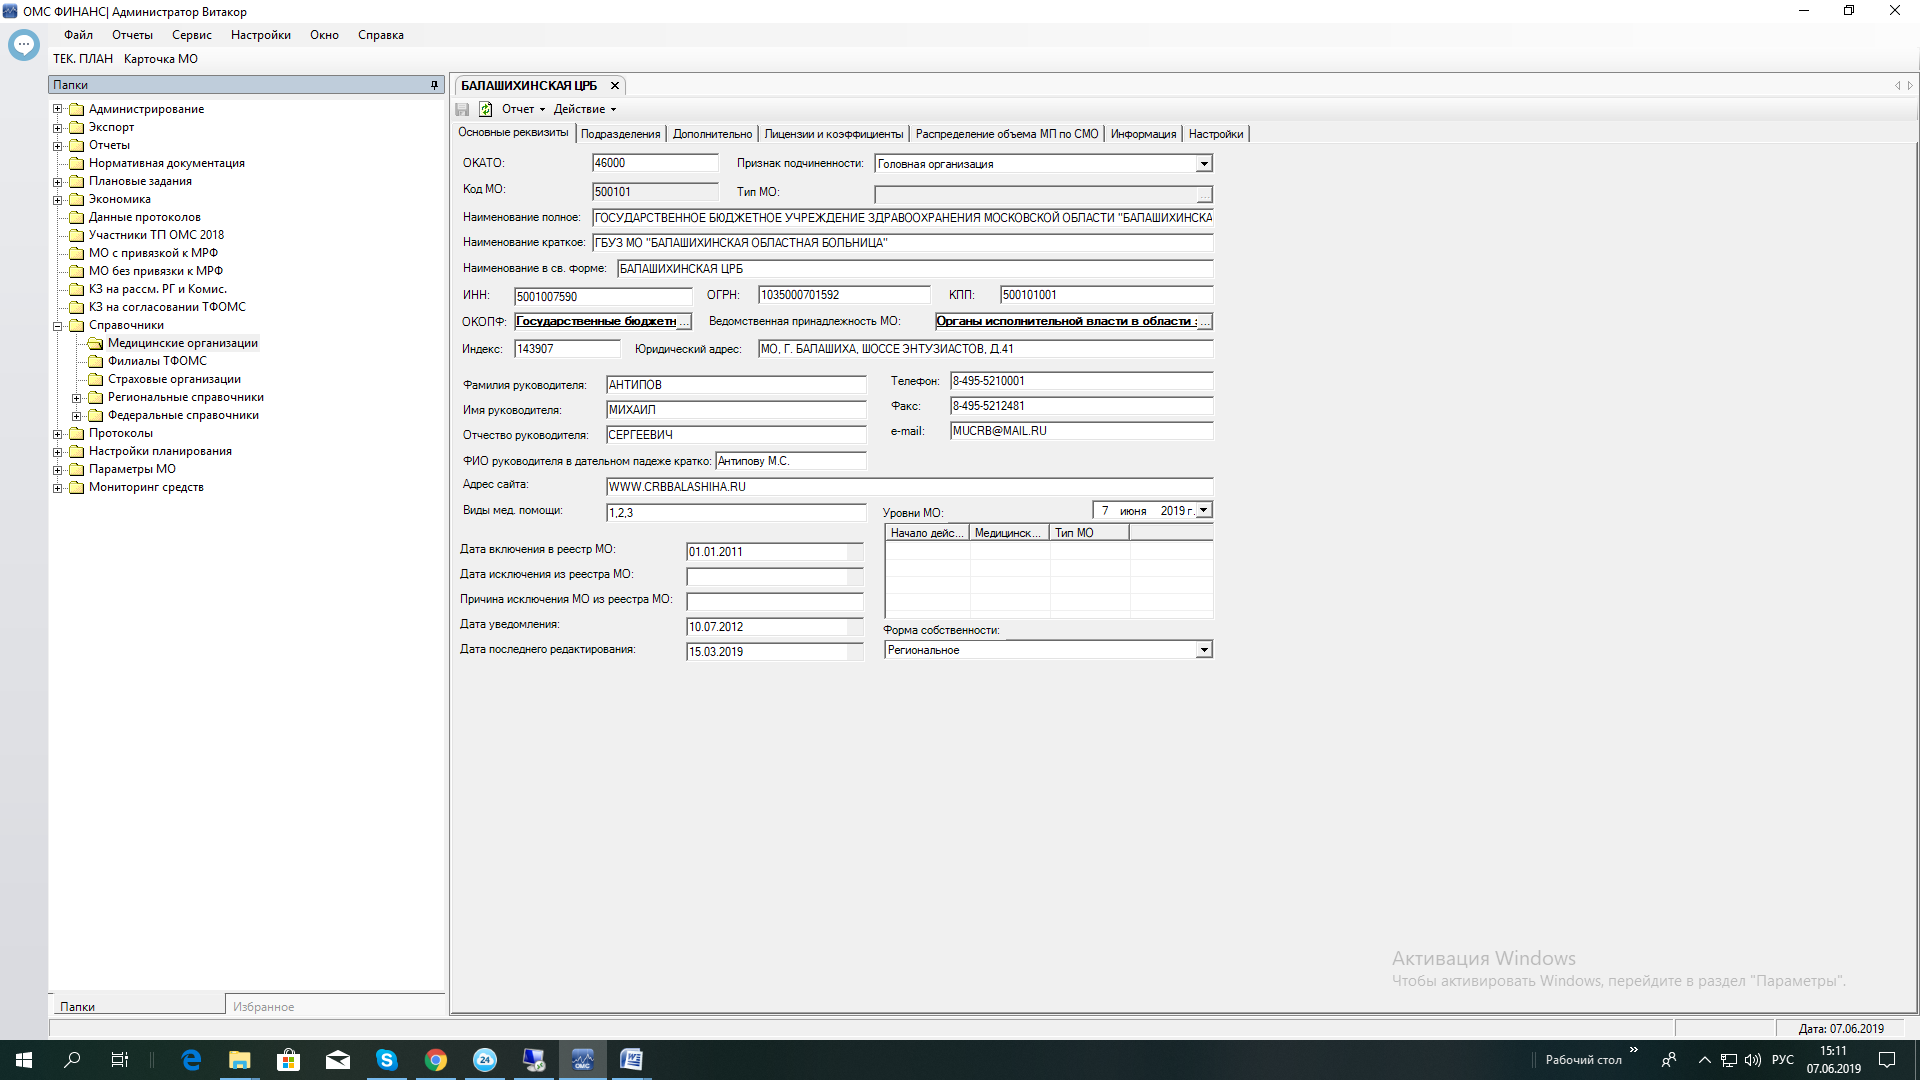 ОМС ФИНАНС| Администратор Витакор
Файл Отчеты Сервис Настройки Окно Справка
ТЕК. ПЛАН Карточка МО
Папки
Администрирование
Экспорт
Отчеты
Нормативная документация
Плановые задания
Экономика
Данные протоколов
Участники ТП ОМС 2018
МО с привязкой к МРФ
МО без привязки к МРФ
КЗ на рассм. РГ и Комис.
КЗ на согласовании ТФОМС
Справочники
Медицинские организации
Филиалы ТФОМС
Страховые организации
Региональные справочники
Федеральные справочники
Протоколы
Настройки планирования
Параметры МО
Мониторинг средств
Папки Избранное
БАЛАШИХИНСКАЯ ЦРБ
Отчет Действие
Основные реквизиты Подразделения Дополнительно Лицензии и коэффициенты Распределение объема МП по СМО Информация Настройки
ОКАТО: 46000 Признак подчиненности: Головная организация
Код МО: 500101 Тип МО:
Наименование полное: ГОСУДАРСТВЕННОЕ БЮДЖЕТНОЕ УЧРЕЖДЕНИЕ ЗДРАВООХРАНЕНИЯ МОСКОВСКОЙ ОБЛАСТИ "БАЛАШИХИНСКА
Наименование краткое: ГБУЗ МО "БАЛАШИХИНСКАЯ ОБЛАСТНАЯ БОЛЬНИЦА"
Наименование в св. форме: БАЛАШИХИНСКАЯ ЦРБ
ИНН: 5001007590 ОГРН: 1035000701592 КПП: 500101001
ОКОПФ: Государственные бюджетн ... Ведомственная принадлежность МО: Органы исполнительной власти в области ...
Индекс: 143907 Юридический адрес: МО, Г. БАЛАШИХА, ШОССЕ ЭНТУЗИАСТОВ, Д.41
Фамилия руководителя: АНТИПОВ Телефон: 8-495-5210001
Имя руководителя: МИХАИЛ Факс: 8-495-5212481
Отчество руководителя: СЕРГЕЕВИЧ e-mail: MUCRB@MAIL.RU
ФИО руководителя в дательном падеже кратко: Антипову М.С.
Адрес сайта: WWW.CRBBALASHIHA.RU
Виды мед. помощи: 1,2,3 Уровни МО: 7 июня 2019 г.
Начало дейс... Медицинск... Тип МО
Дата включения в реестр МО: 01.01.2011
Дата исключения из реестра МО:
Причина исключения МО из реестра МО:
Дата уведомления: 10.07.2012 Форма собственности:
Дата последнего редактирования: 15.03.2019 Региональное
Активация Windows
Чтобы активировать Windows, перейдите в раздел "Параметры".
Дата: 07.06.2019
24 ОМС Рабочий стол РУС 15:11
07.06.2019